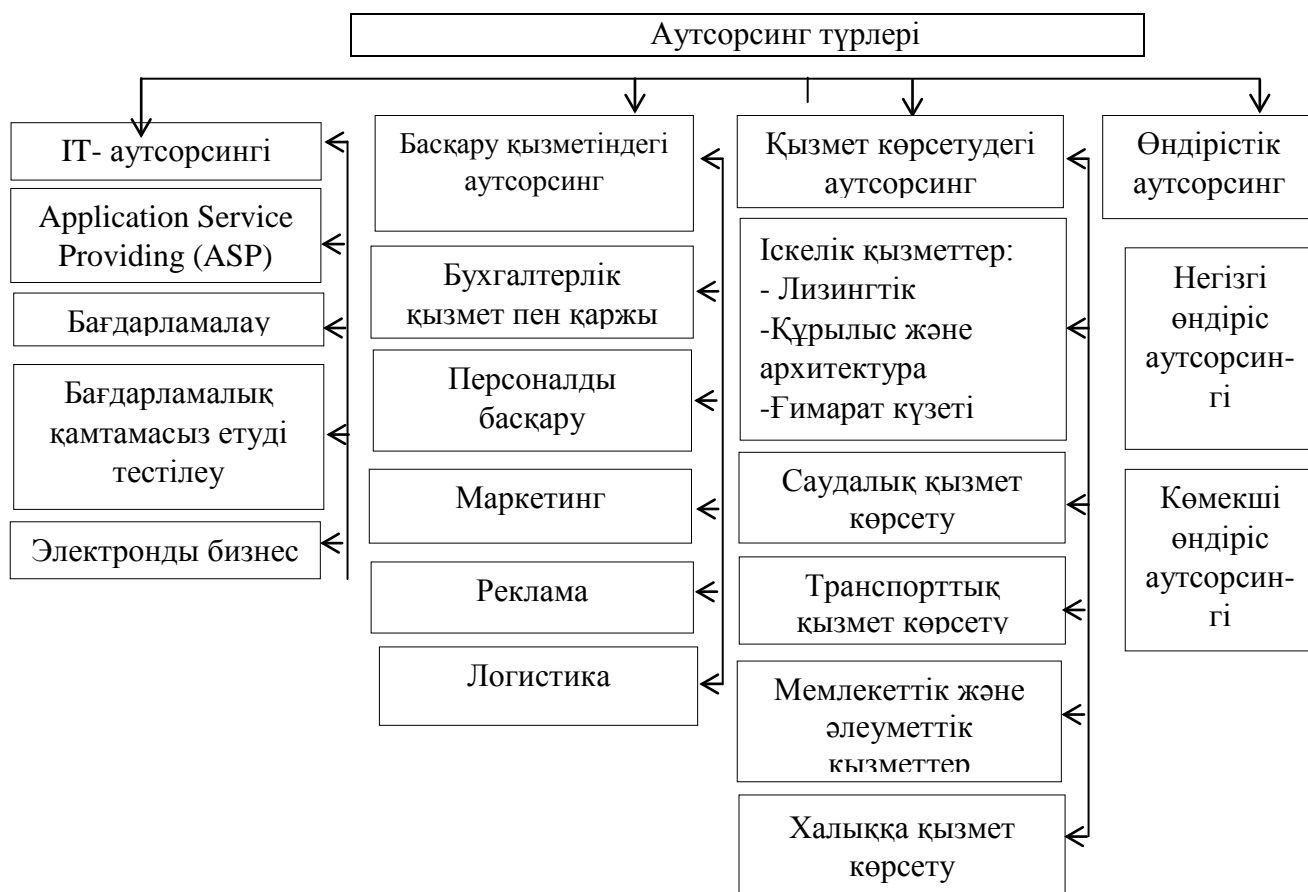 Аутсорсинг түрлері
IT- аутсорсингі
Application Service
Providing (ASP)
Бағдарламалау
Бағдарламалық
қамтамасыз етуді
тестілеу
Электронды бизнес
Басқару қызметіндегі
аутсорсинг
Бухгалтерлік
қызмет пен қаржы
Персоналды
басқару
Маркетинг
Реклама
Логистика
Қызмет көрсетудегі
аутсорсинг
Іскелік қызметтер:
- Лизингтік
-Құрылыс және
архитектура
-Ғимарат күзеті
Саудалық қызмет
көрсету
Транспорттық
қызмет көрсету
Мемлекеттік және
әлеуметтік
қызметтер
Халыққа қызмет
көрсету
Өндірістік
аутсорсинг
Негізгі
өндіріс
аутсорсин-
гі
Көмекші
өндіріс
аутсорсин-
гі